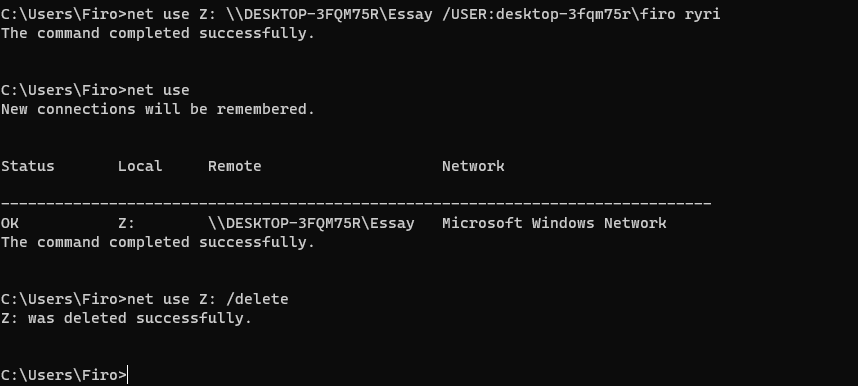 C:\Users\Firo>net use Z: \\DESKTOP-3FQM75R\Essay /USER:desktop-3fqm75r\firo ryri
The command completed successfully.
C:\Users\Firo>net use
New connections will be remembered.
Status       Local     Remote                    Network
-------------------------------------------------------------------------------
OK           Z:        \\DESKTOP-3FQM75R\Essay   Microsoft Windows Network
The command completed successfully.
C:\Users\Firo>net use Z: /delete
Z: was deleted successfully.
C:\Users\Firo>